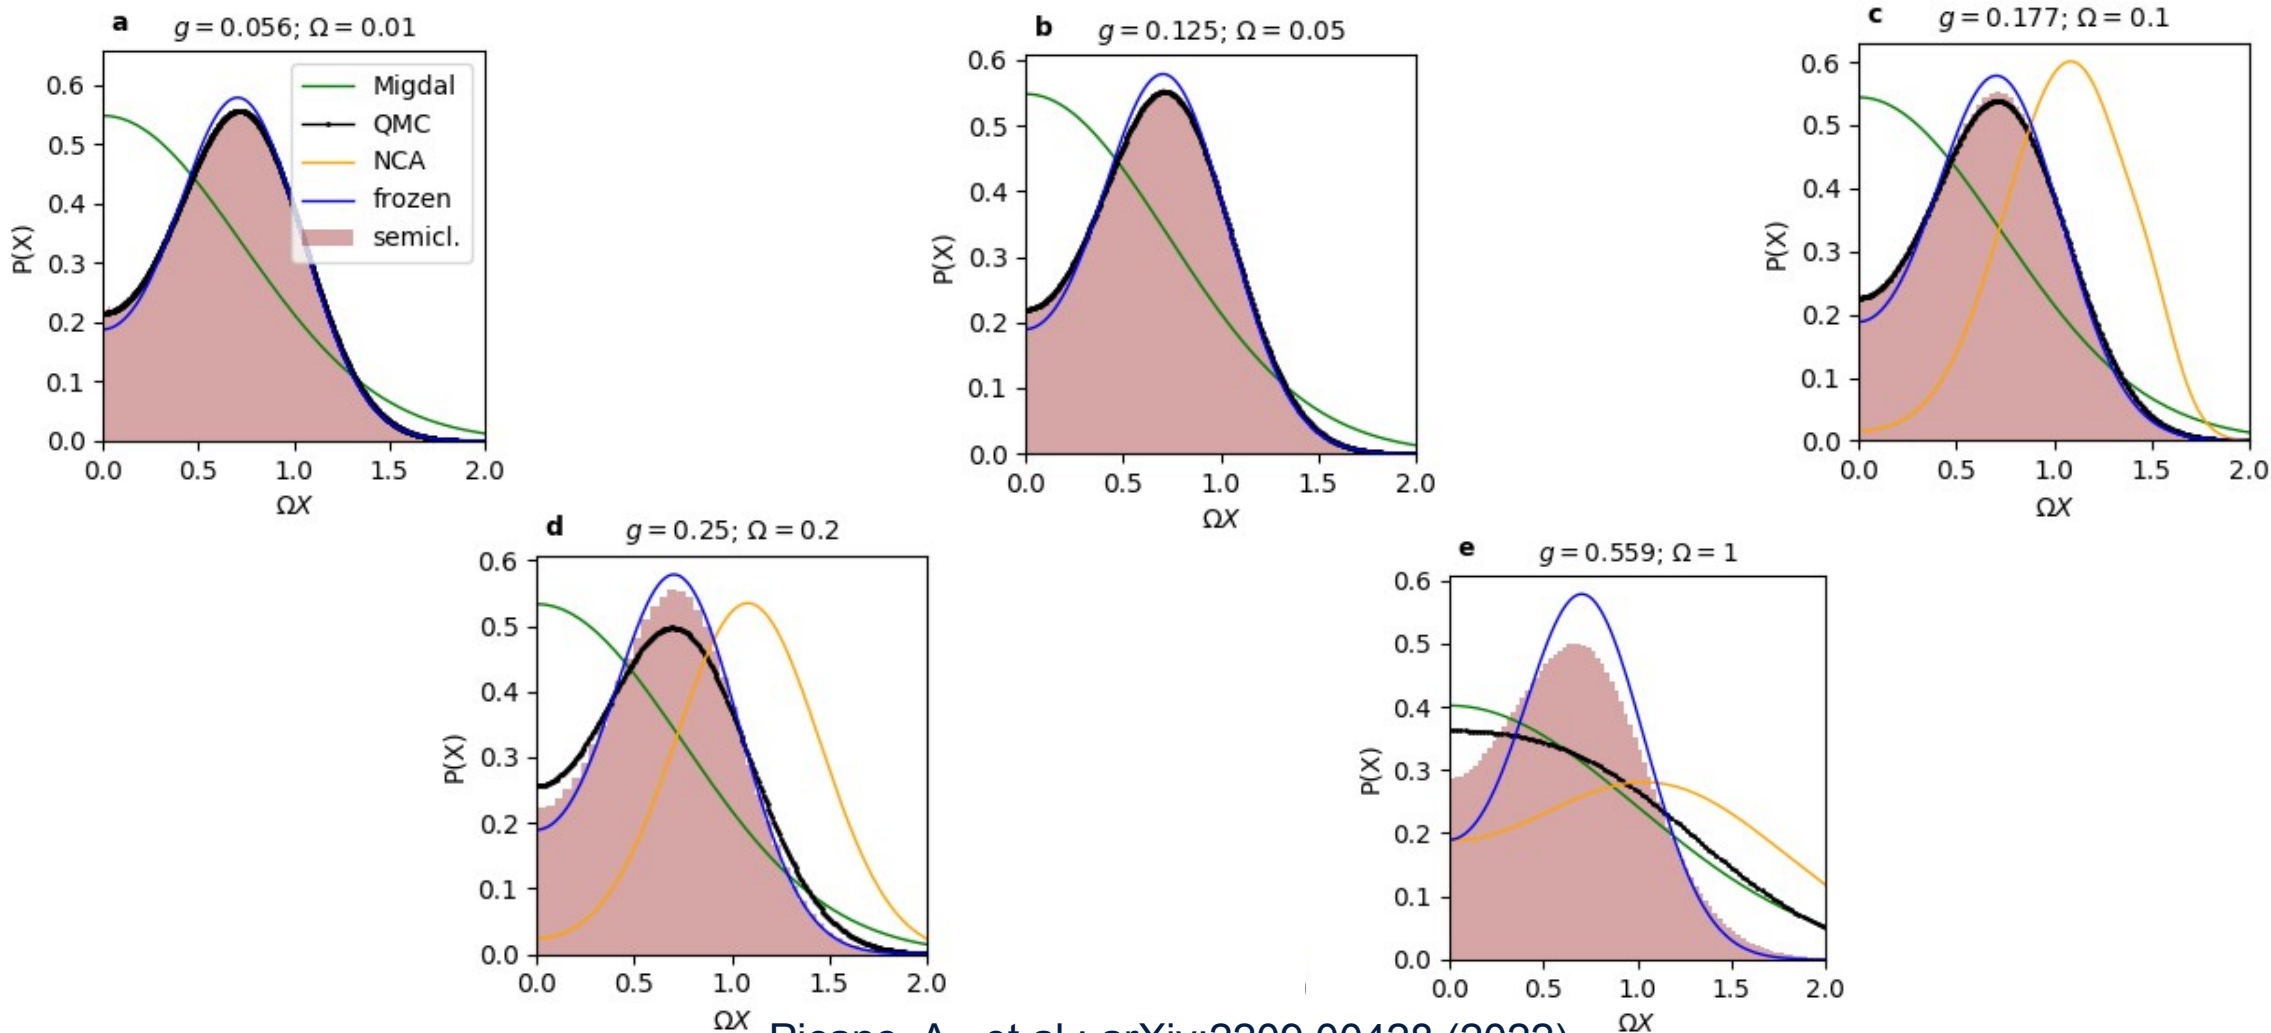 a g = 0.056; Ω = 0.01
P(X)
0.6
0.5
0.4
0.3
0.2
0.1
0.0
Migdal
QMC
NCA
frozen
semicl.
0.0 0.5 1.0 1.5 2.0
ΩX
b g = 0.125; Ω = 0.05
P(X)
0.6
0.5
0.4
0.3
0.2
0.1
0.0
0.0 0.5 1.0 1.5 2.0
ΩX
c g = 0.177; Ω = 0.1
P(X)
0.6
0.5
0.4
0.3
0.2
0.1
0.0
0.0 0.5 1.0 1.5 2.0
ΩX
d g = 0.25; Ω = 0.2
P(X)
0.6
0.5
0.4
0.3
0.2
0.1
0.0
0.0 0.5 1.0 1.5 2.0
ΩX
e g = 0.559; Ω = 1
P(X)
0.6
0.5
0.4
0.3
0.2
0.1
0.0
0.0 0.5 1.0 1.5 2.0
ΩX
A., et al.; (2022)